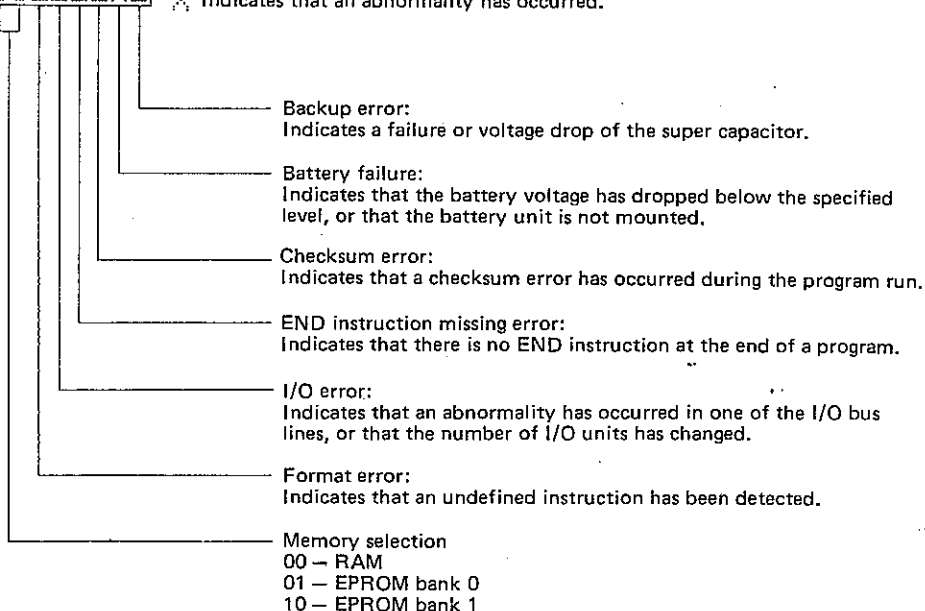 Indicates that an abnormality has occurred.
Backup error:
Indicates a failure or voltage drop of the super capacitor.
Battery failure:
Indicates that the battery voltage has dropped below the specified
level, or that the battery unit is not mounted.
Checksum error:
Indicates that a checksum error has occurred during the program run.
END instruction missing error:
Indicates that there is no END instruction at the end of a program.
I/O error:
Indicates that an abnormality has occurred in one of the I/O bus
lines, or that the number of I/O units has changed.
Format error:
Indicates that an undefined instruction has been detected.
Memory selection
00 — RAM
01 — EPROM bank 0
10 — EPROM bank 1